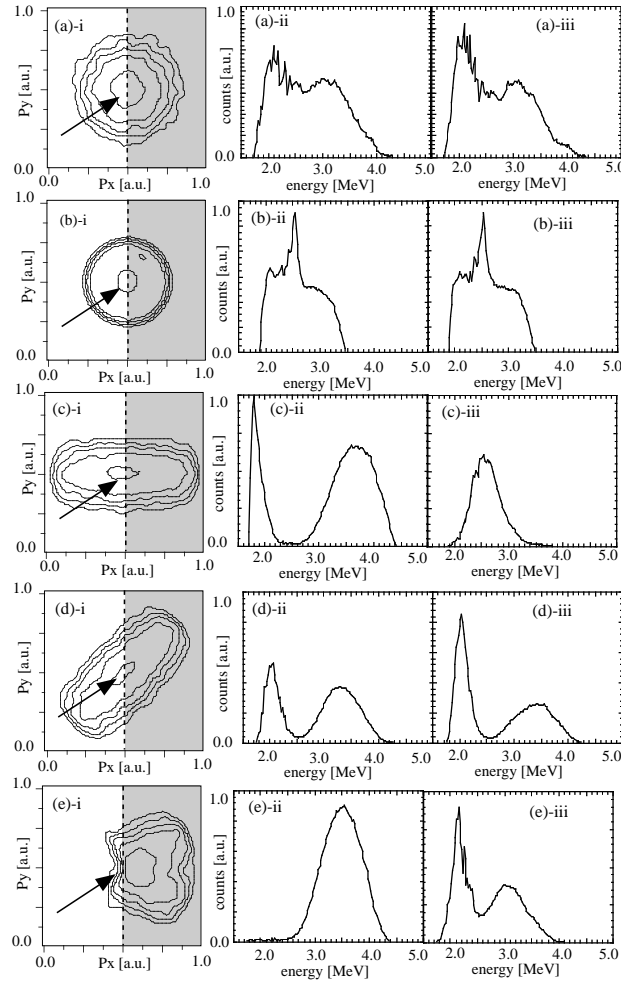 1.0
(a)-i
Py [a.u.]
0.0
0.0 1.0
Px [a.u.]
1.0
(a)-ii
counts [a.u.]
0.0
2.0 3.0 4.0 5.0
energy [MeV]
(a)-iii
2.0 3.0 4.0 5.0
energy [MeV]
1.0
(b)-i
Py [a.u.]
0.0
0.0 1.0
Px [a.u.]
1.0
(b)-ii
counts [a.u.]
0.0
2.0 3.0 4.0 5.0
energy [MeV]
(b)-iii
2.0 3.0 4.0 5.0
energy [MeV]
1.0
(c)-i
Py [a.u.]
0.0
0.0 1.0
Px [a.u.]
1.0
(c)-ii
counts [a.u.]
0.0
2.0 3.0 4.0 5.0
energy [MeV]
(c)-iii
2.0 3.0 4.0 5.0
energy [MeV]
1.0
(d)-i
Py [a.u.]
0.0
0.0 1.0
Px [a.u.]
1.0
(d)-ii
counts [a.u.]
0.0
2.0 3.0 4.0 5.0
energy [MeV]
(d)-iii
2.0 3.0 4.0 5.0
energy [MeV]
1.0
(e)-i
Py [a.u.]
0.0
0.0 1.0
Px [a.u.]
1.0
(e)-ii
counts [a.u.]
0.0
2.0 3.0 4.0 5.0
energy [MeV]
(e)-iii
2.0 3.0 4.0 5.0
energy [MeV]